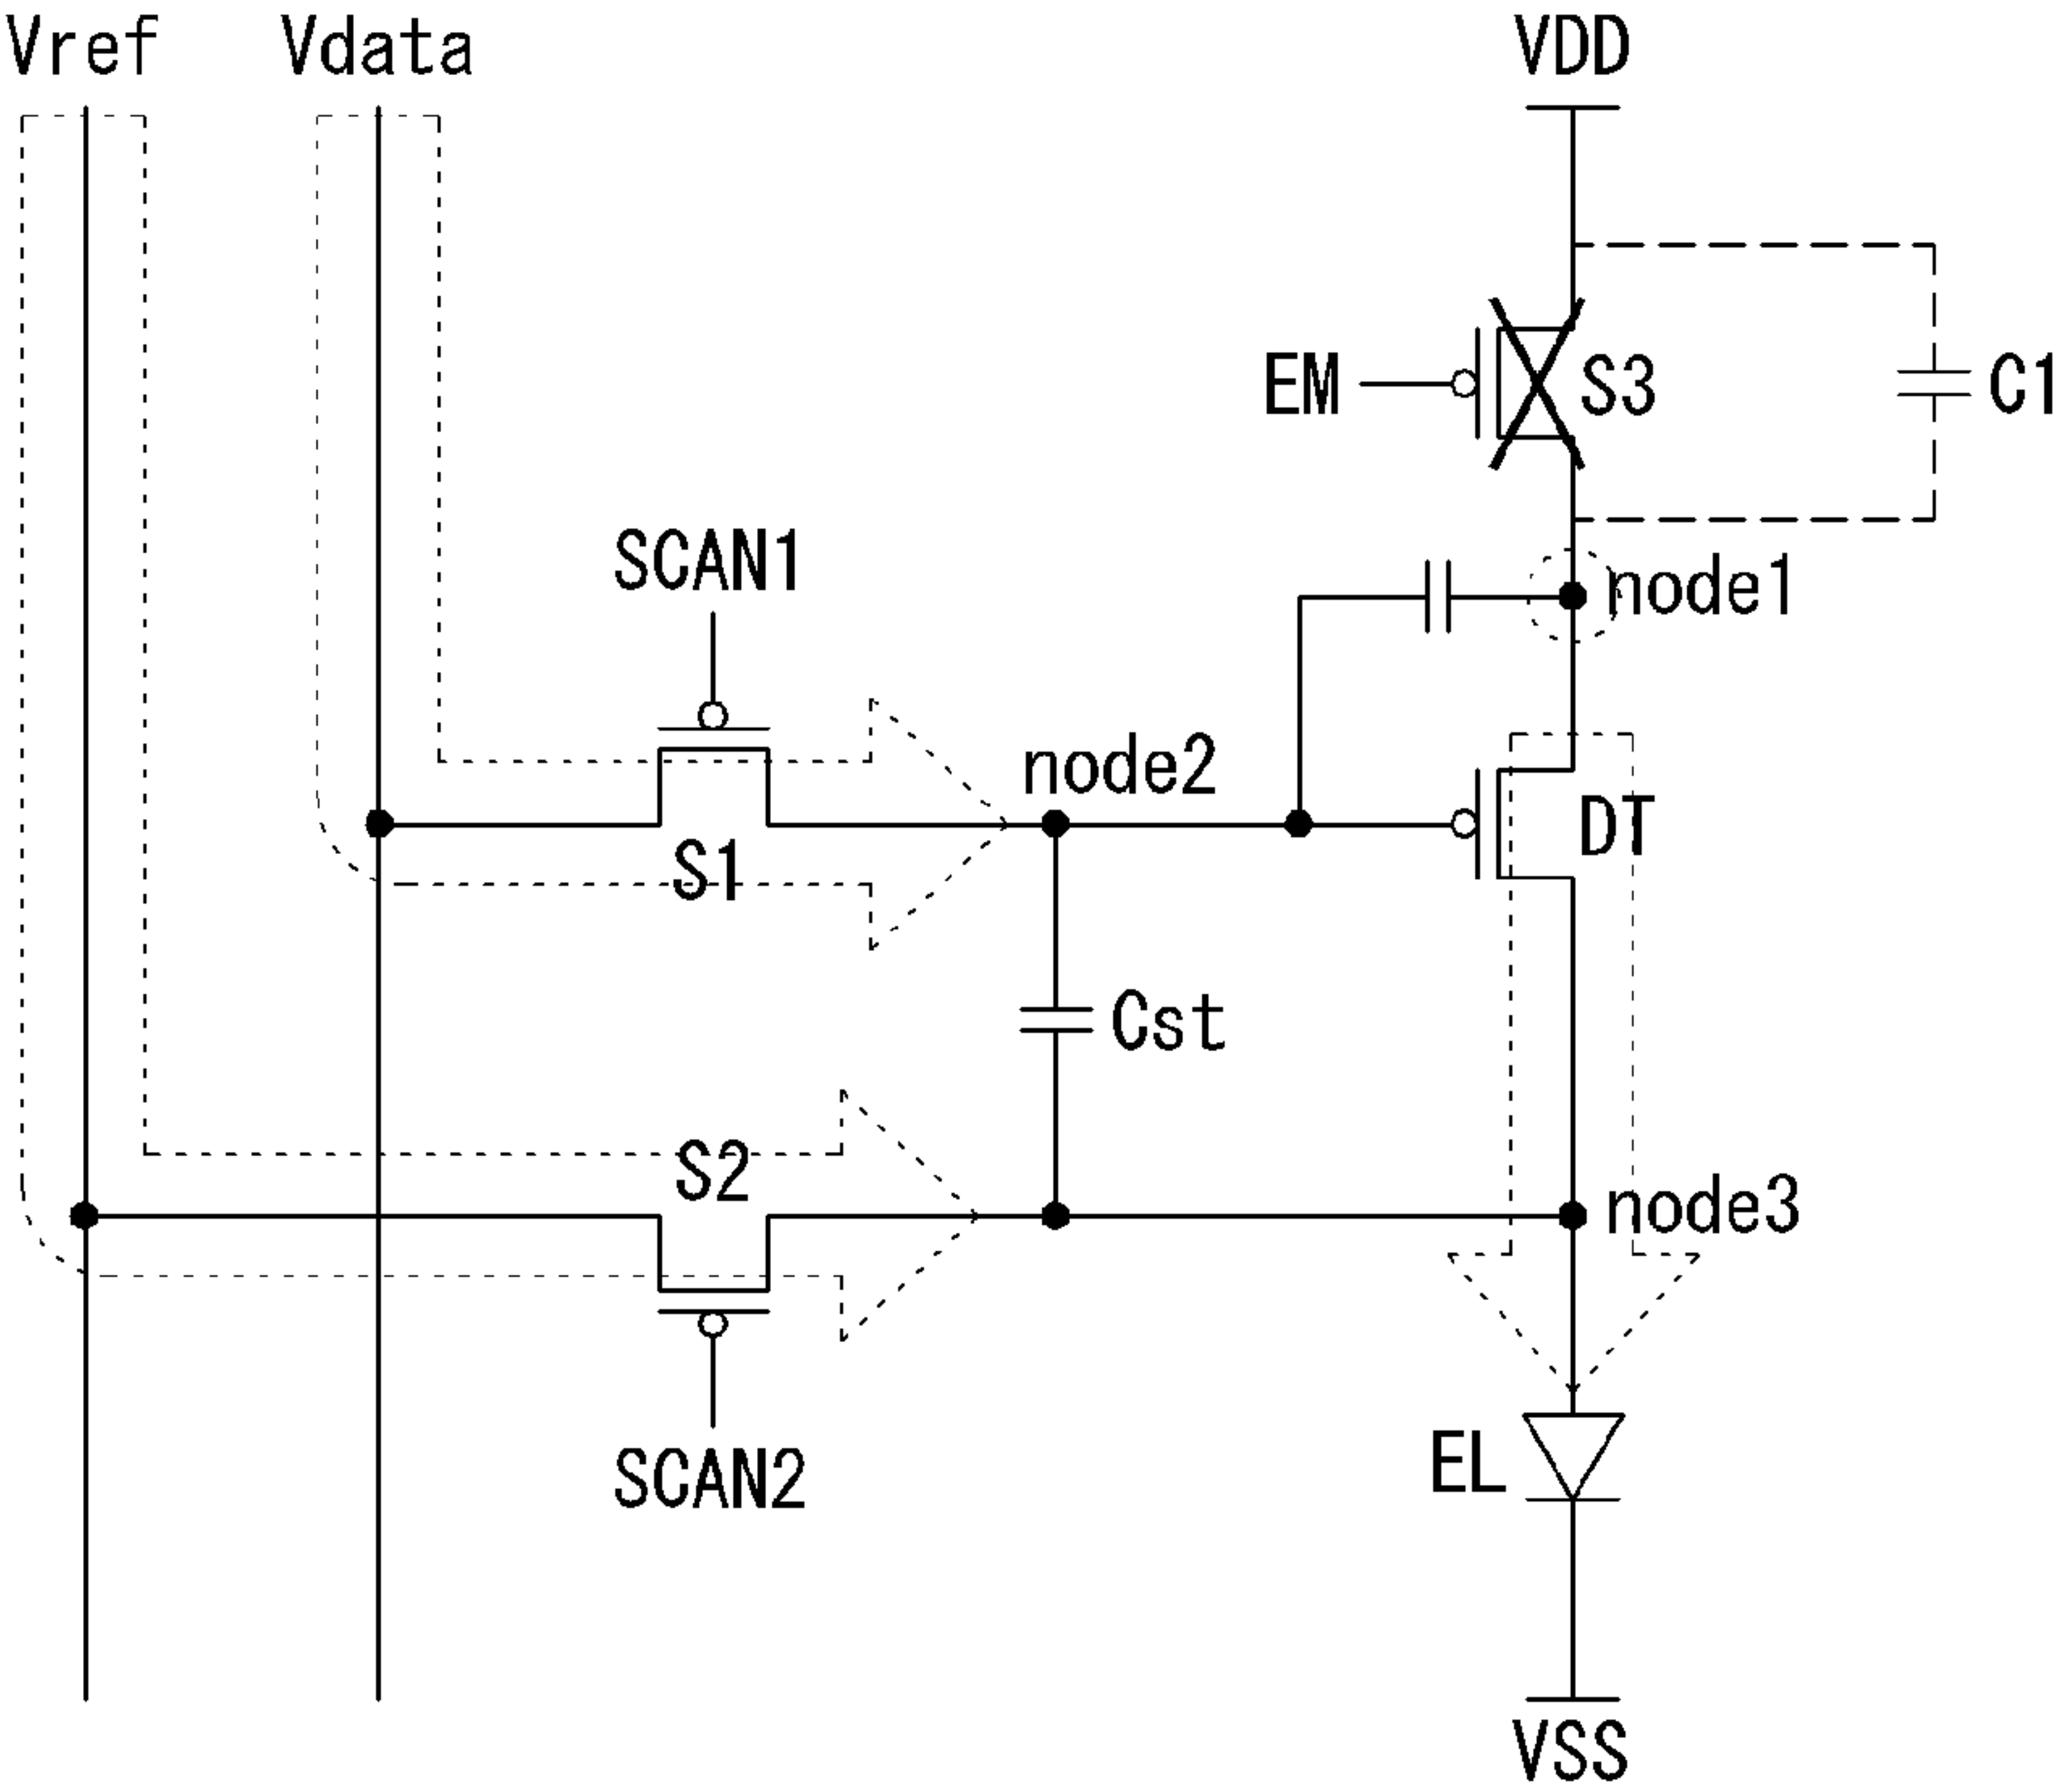 Vref
Vdata
VDD
EM
S3
C1
SCAN1
node1
node2
DT
S1
Cst
S2
node3
EL
SCAN2
VSS